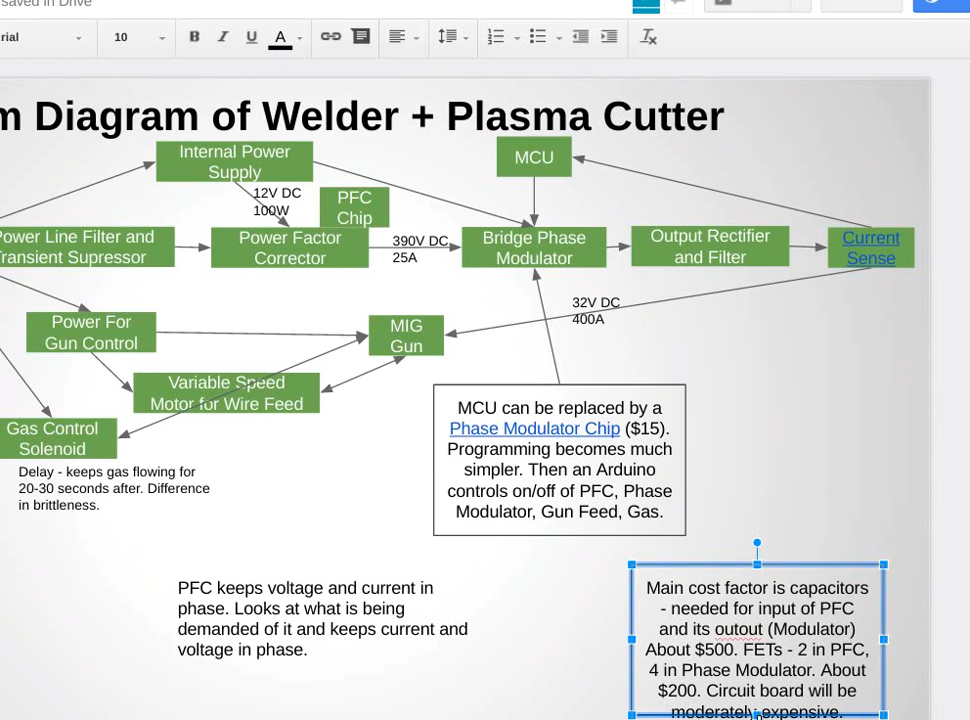 saved in Drive
rial 10 B I U A
m Diagram of Welder + Plasma Cutter
Internal Power
Supply
MCU
12V DC
100W
PFC
Chip
Power Line Filter and
Transient Supressor
Power Factor
Corrector
390V DC
25A
Bridge Phase
Modulator
Output Rectifier
and Filter
Current
Sense
32V DC
400A
Power For
Gun Control
MIG
Gun
Variable Speed
Motor for Wire Feed
Gas Control
Solenoid
Delay - keeps gas flowing for
20-30 seconds after. Difference
in brittleness.
MCU can be replaced by a
Phase Modulator Chip ($15).
Programming becomes much
simpler. Then an Arduino
controls on/off of PFC, Phase
Modulator, Gun Feed, Gas.
PFC keeps voltage and current in
phase. Looks at what is being
demanded of it and keeps current and
voltage in phase.
Main cost factor is capacitors
- needed for input of PFC
and its outout (Modulator)
About $500. FETs - 2 in PFC,
4 in Phase Modulator. About
$200. Circuit board will be
moderately expensive.